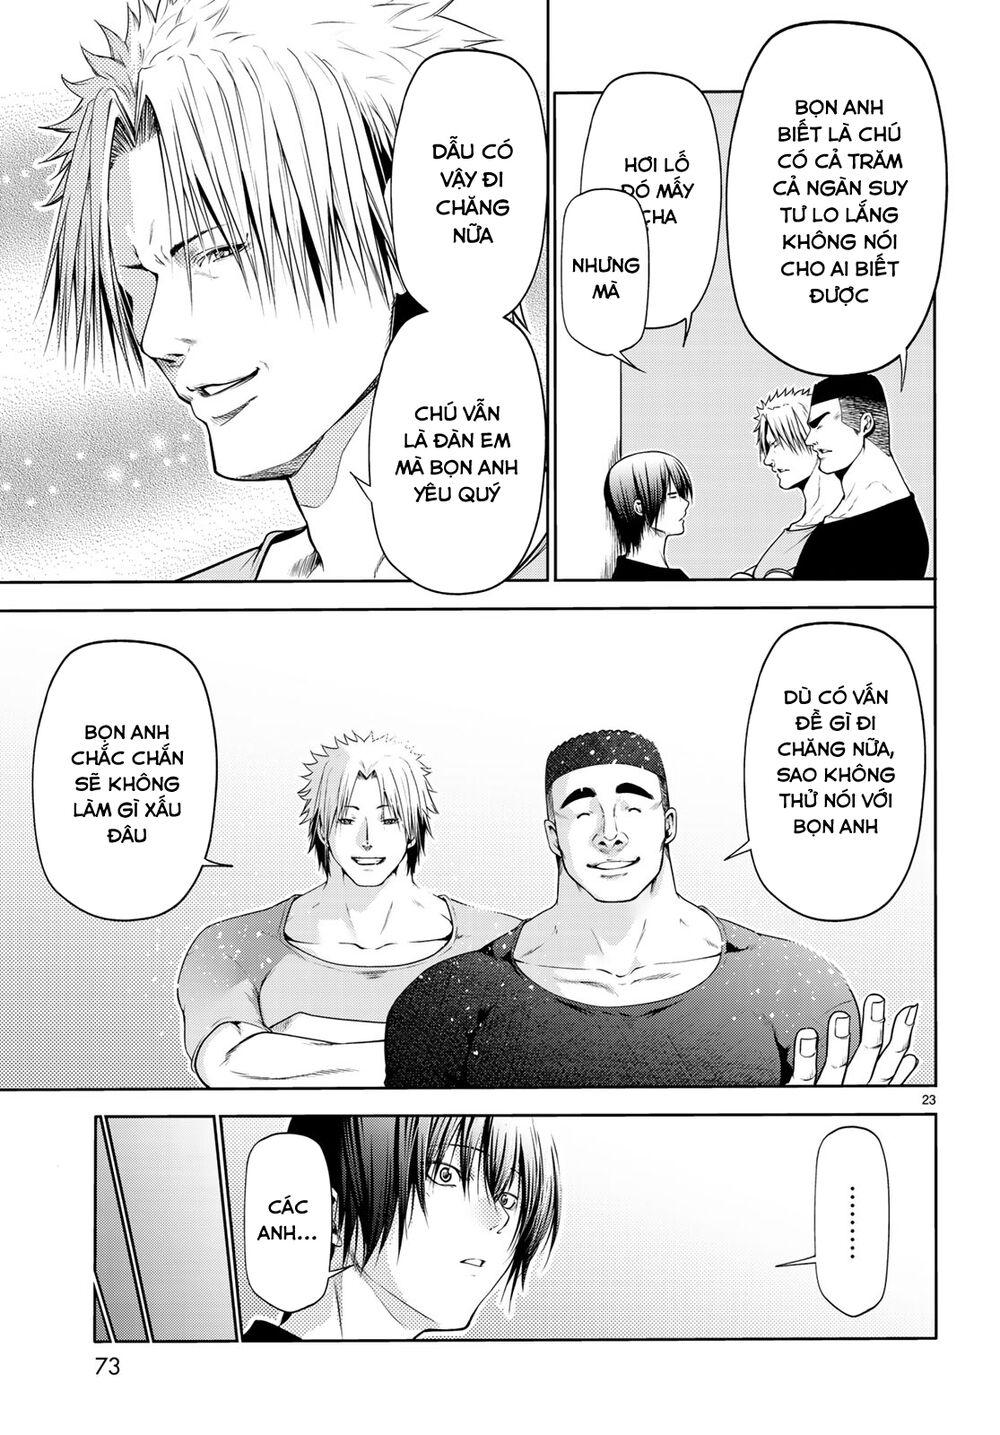 BỌN ANH
BIẾT LÀ CHÚ
CÓ CẢ TRĂM
CẢ NGÀN SUY
TƯ LO LẮNG
KHÔNG NÓI
CHO AI BIẾT
ĐƯỢC
HƠI LỐ
ĐÓ MẤY
CHA
NHƯNG
MÀ
DẪU CÓ
VẬY ĐI
CHĂNG
NỮA
CHÚ VẪN
LÀ ĐÀN EM
MÀ BỌN ANH
YÊU QUÝ
DÙ CÓ VẤN
ĐỀ GÌ ĐI
CHĂNG NỮA,
SAO KHÔNG
THỬ NÓI VỚI
BỌN ANH
BỌN ANH
CHẮC CHẮN
SẼ KHÔNG
LÀM GÌ XẤU
ĐÂU
23
.........
CÁC
ANH...
73